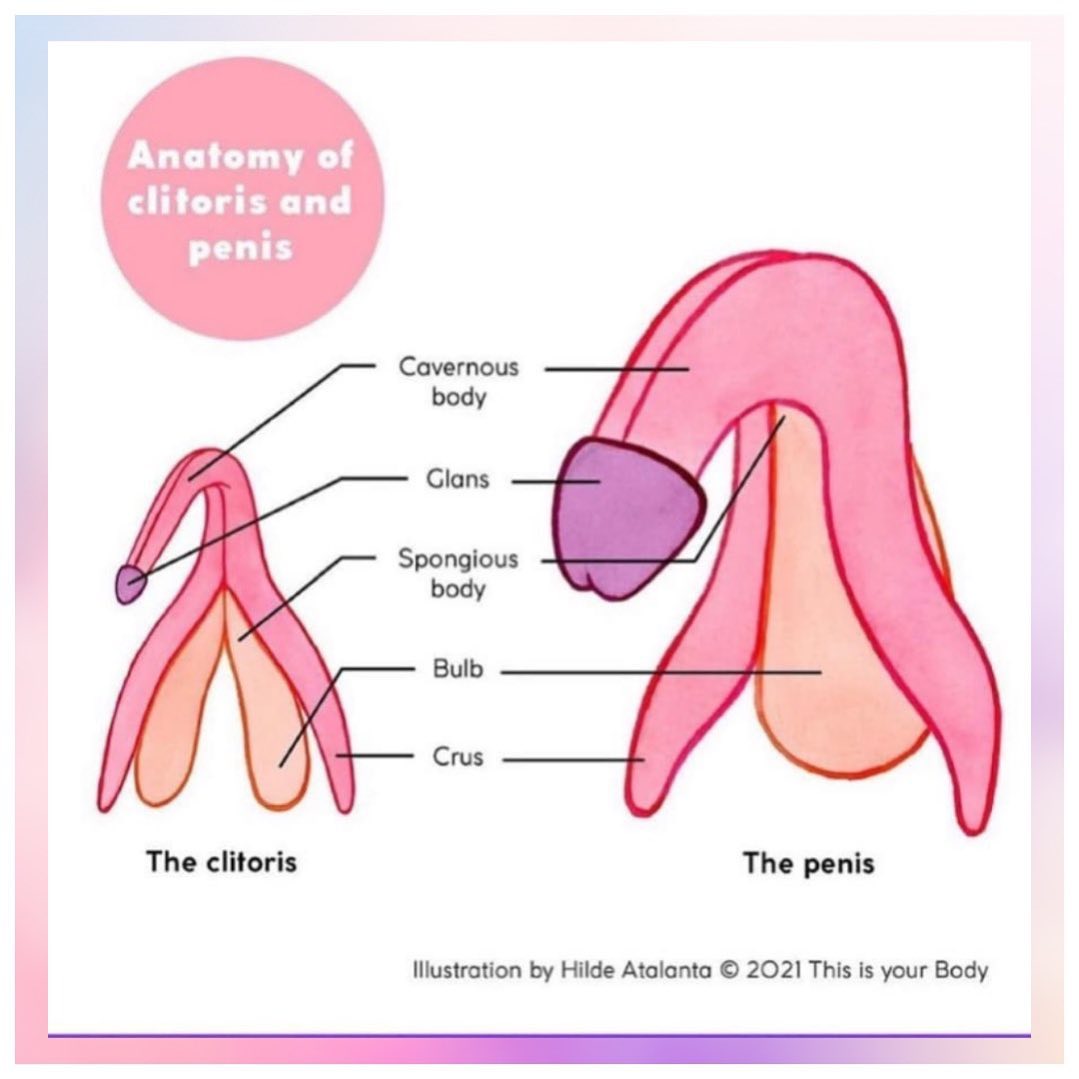 Anatomy of
clitoris and
penis
Cavernous
body
Glans
Spongious
body
Bulb
Crus
The clitoris
The penis
Illustration by Hilde Atalanta © 2021 This is your Body